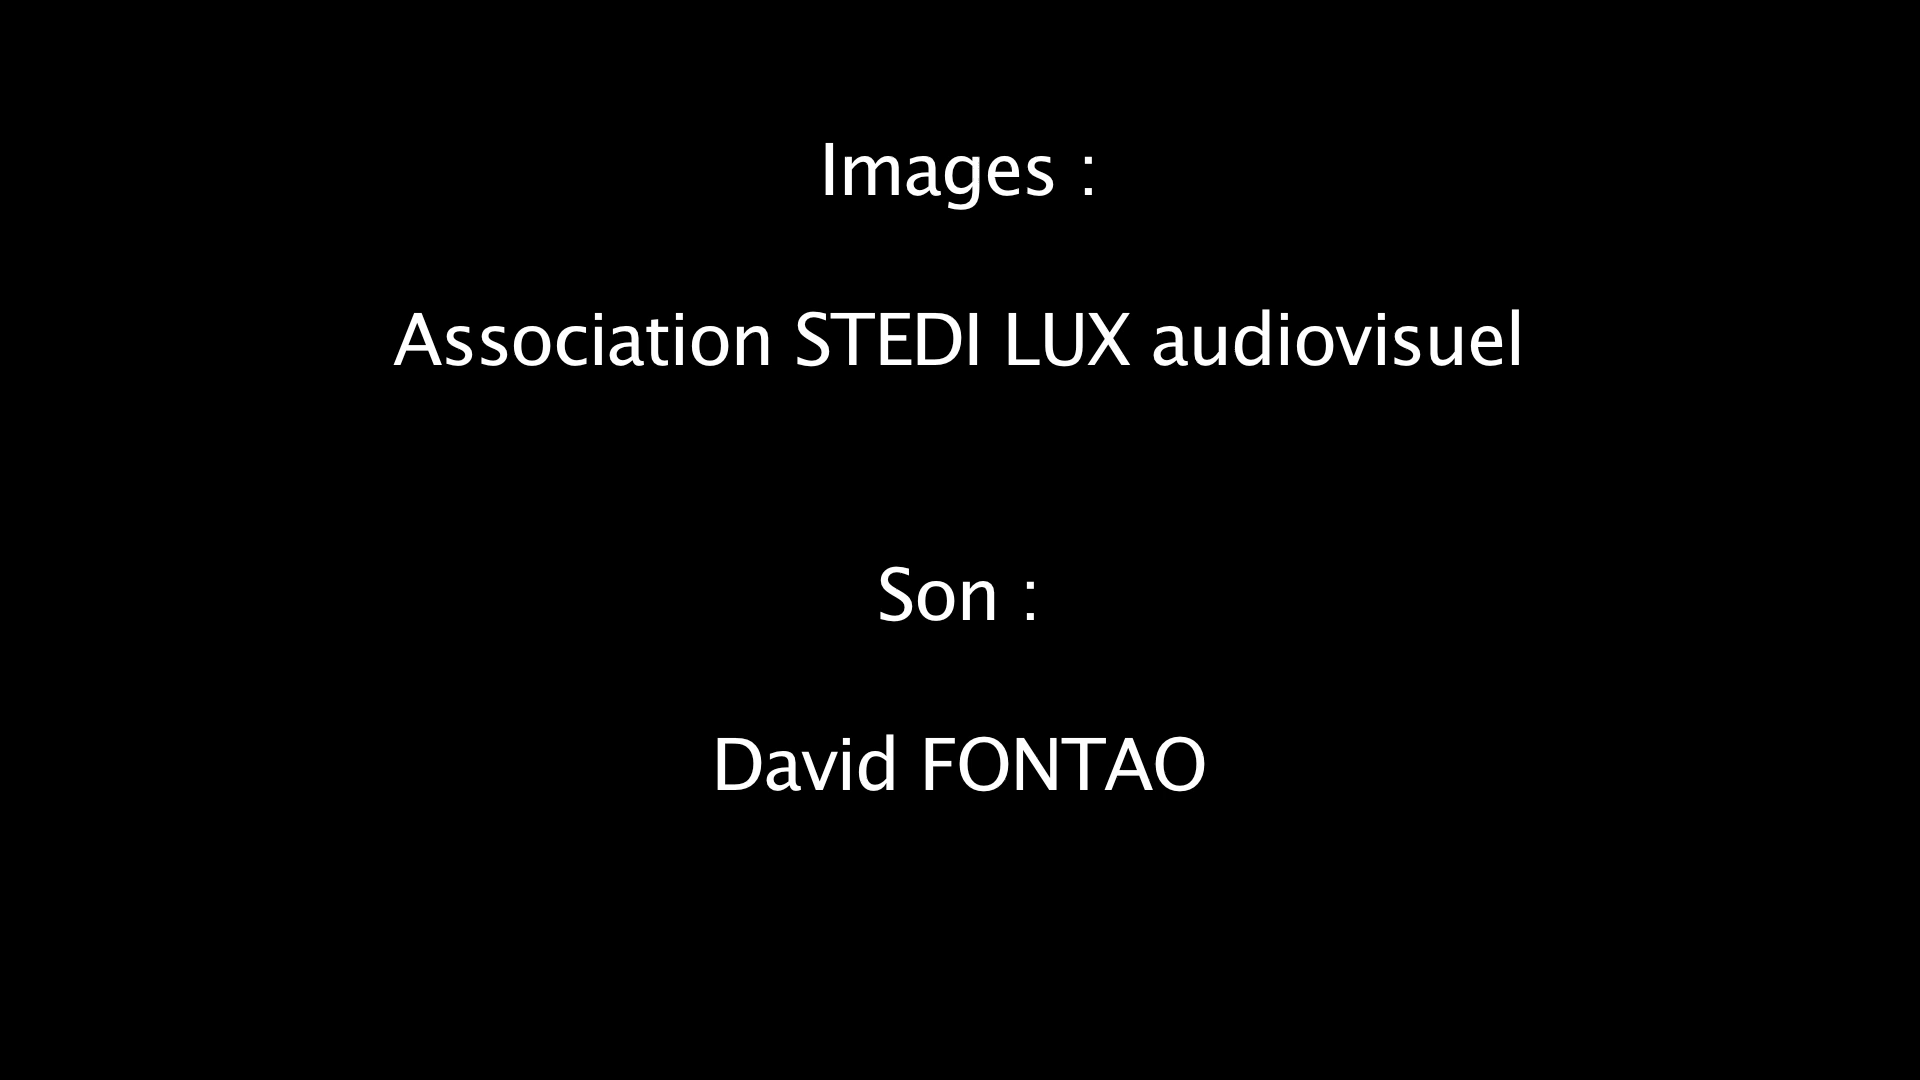 Images :
Association STEDI LUX audiovisuel
Son :
David FONTAO